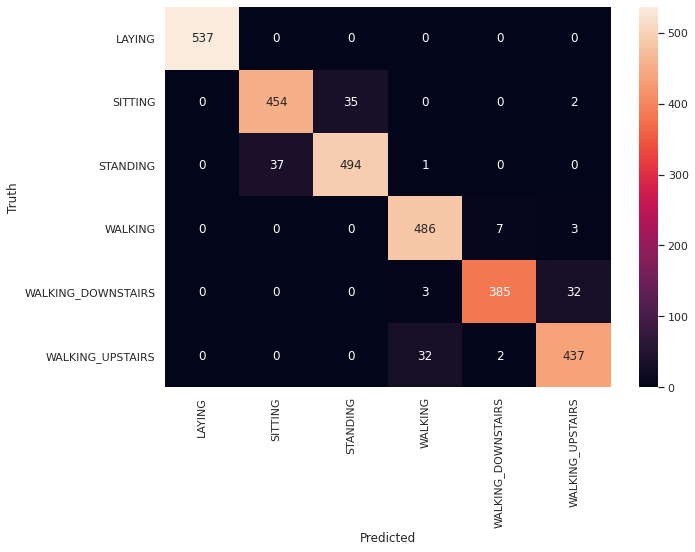 LAYING 537 0 0 0 0 0
SITTING 0 454 35 0 0 2
STANDING 0 37 494 1 0 0
WALKING 0 0 0 486 7 3
WALKING_DOWNSTAIRS 0 0 0 3 385 32
WALKING_UPSTAIRS 0 0 0 32 2 437
Truth
LAYING
SITTING
STANDING
WALKING
WALKING_DOWNSTAIRS
WALKING_UPSTAIRS
Predicted
500
400
300
200
100
0